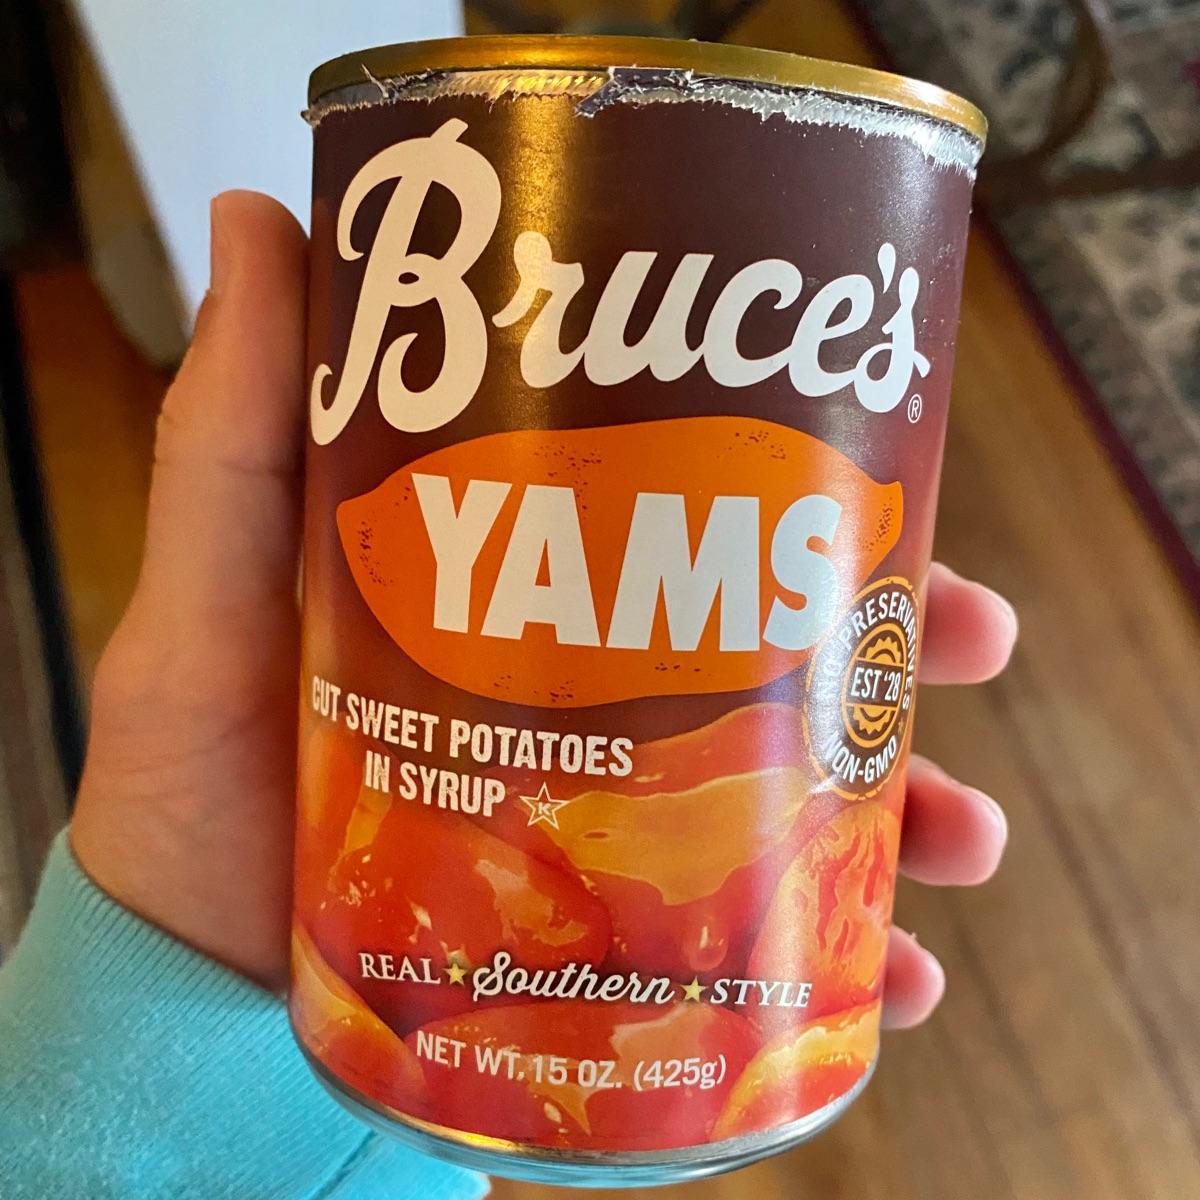 Bruce's®
YAMS
NO PRESERVATIVES
EST '28
NON-GMO
CUT SWEET POTATOES
IN SYRUP K
REAL ★ Southern ★ STYLE
NET WT. 15 OZ. (425g)